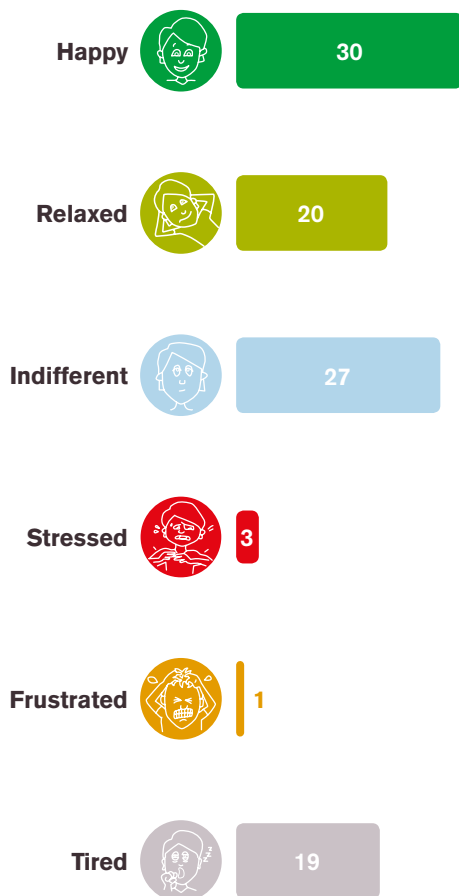 Happy 30
Relaxed 20
Indifferent 27
Stressed 3
Frustrated 1
Tired 19